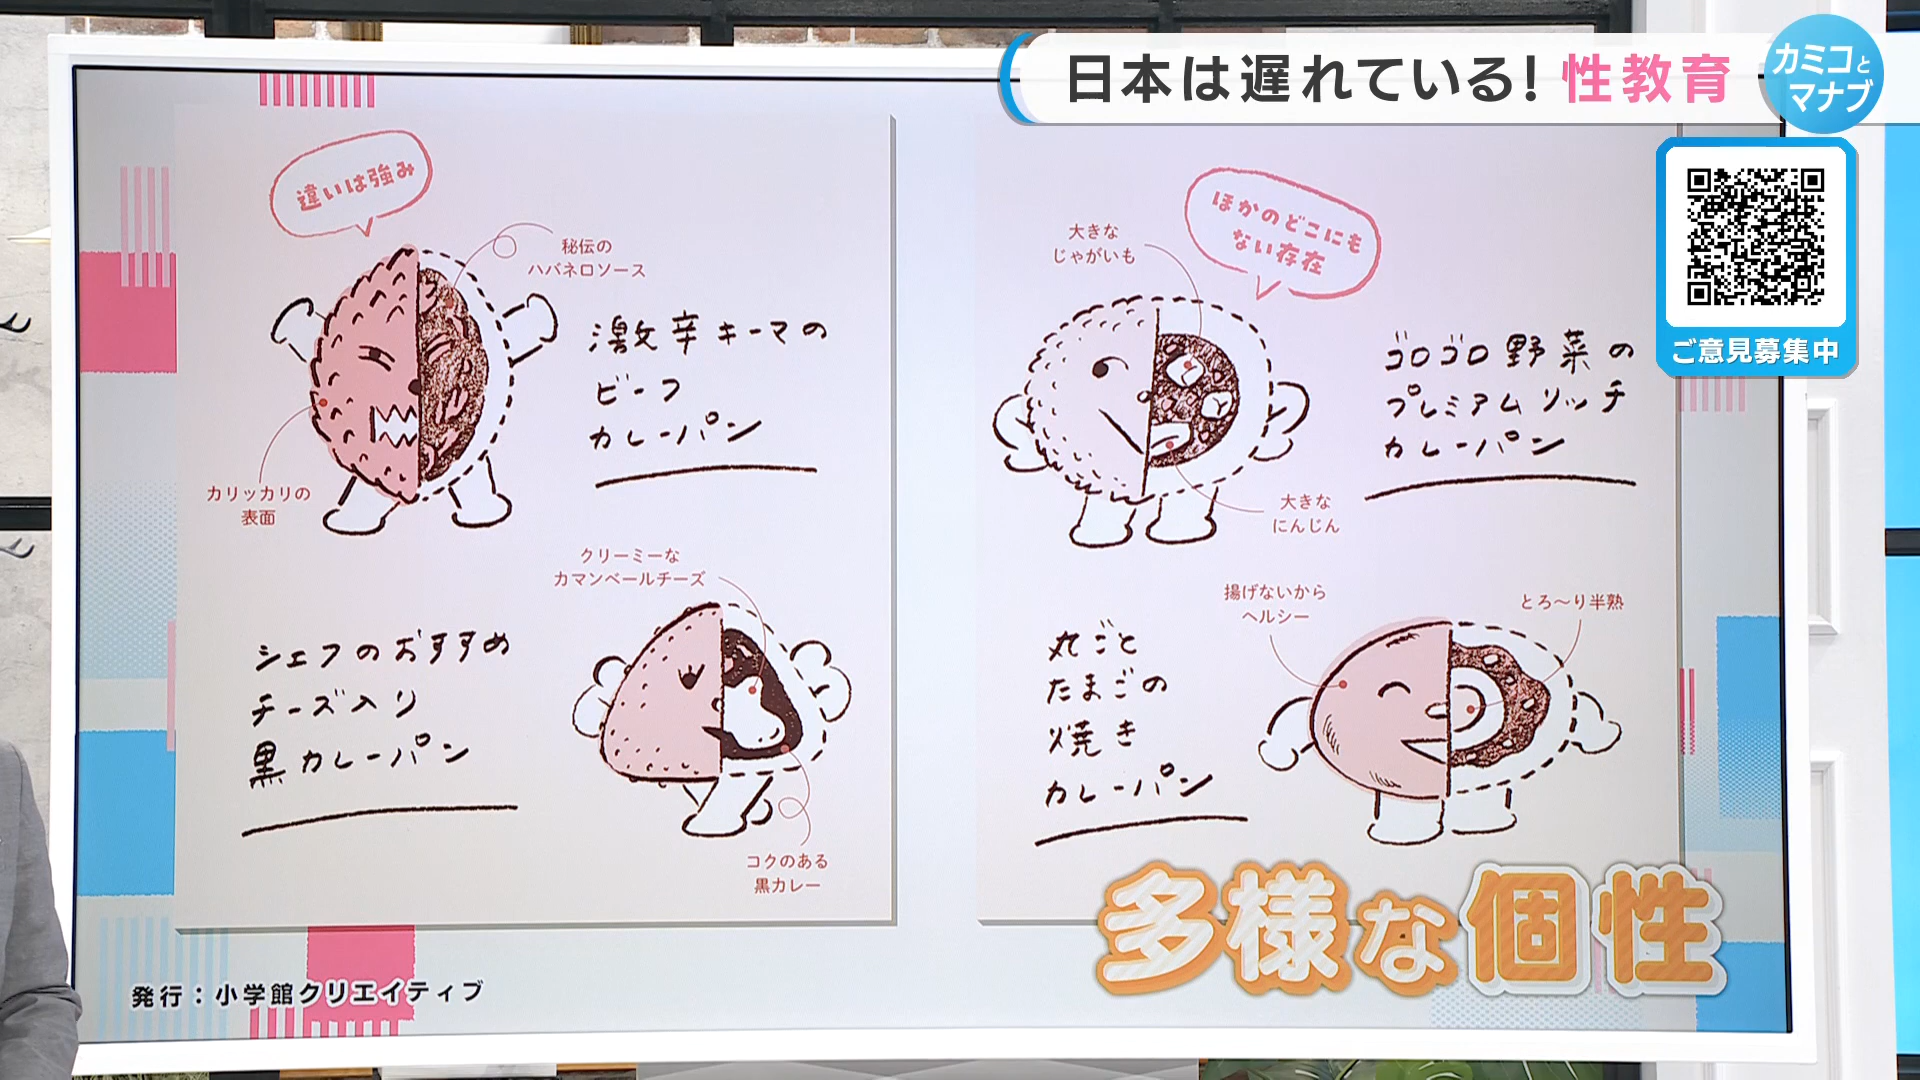 日本は遅れている！性教育
カミコと
マナブ
ご意見募集中
違いは強み
秘伝の
ハバネロソース
激辛キーマの
ビーフ
カレーパン
カリッカリの
表面
ほかのどこにも
ない存在
大きな
じゃがいも
ゴロゴロ野菜の
プレミアムリッチ
カレーパン
大きな
にんじん
クリーミーな
カマンベールチーズ
シェフのおすすめ
チーズ入り
黒カレーパン
コクのある
黒カレー
揚げないから
ヘルシー
とろ～り半熟
丸ごと
たまごの
焼き
カレーパン
多様な個性
発行：小学館クリエイティブ